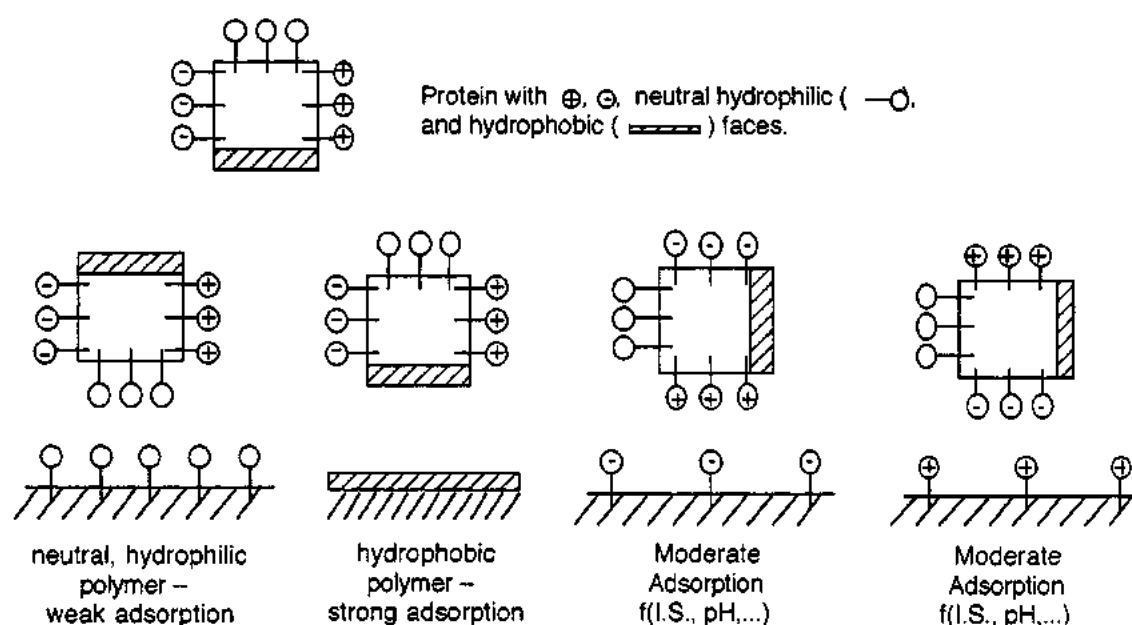 Protein with ⊕, ⊖, neutral hydrophilic ( —○,
and hydrophobic ( ) faces.
neutral, hydrophilic
polymer –
weak adsorption
hydrophobic
polymer –
strong adsorption
Moderate
Adsorption
f(I.S., pH,...)
Moderate
Adsorption
f(I.S., pH,...)